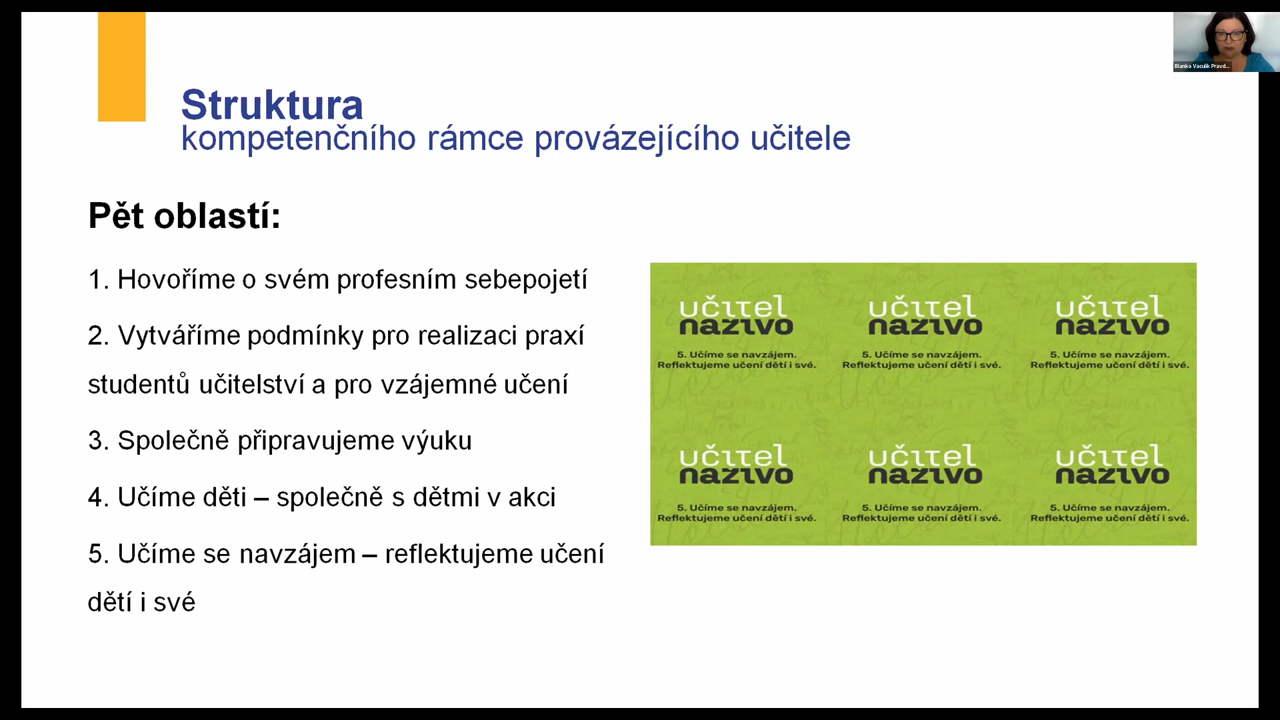 Blanka Vaculík Pravd...
Struktura
kompetenčního rámce provázejícího učitele
Pět oblastí:
1. Hovoříme o svém profesním sebepojetí
2. Vytváříme podmínky pro realizaci praxí
studentů učitelství a pro vzájemné učení
3. Společně připravujeme výuku
4. Učíme děti – společně s dětmi v akci
5. Učíme se navzájem – reflektujeme učení
dětí i své
učitel učitel učitel
naživo naživo naživo
5. Učíme se navzájem. 5. Učíme se navzájem. 5. Učíme se navzájem.
Reflektujeme učení dětí i své. Reflektujeme učení dětí i své. Reflektujeme učení dětí i své.
učitel učitel učitel
naživo naživo naživo
5. Učíme se navzájem. 5. Učíme se navzájem. 5. Učíme se navzájem.
Reflektujeme učení dětí i své. Reflektujeme učení dětí i své. Reflektujeme učení dětí i své.